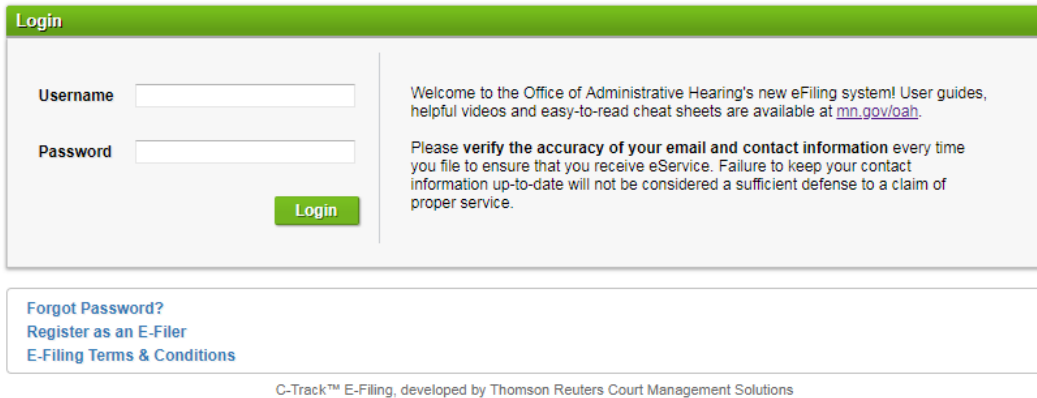 Login
Username
Password
Login
Welcome to the Office of Administrative Hearing's new eFiling system! User guides,
helpful videos and easy-to-read cheat sheets are available at mn.gov/oah.
Please verify the accuracy of your email and contact information every time
you file to ensure that you receive eService. Failure to keep your contact
information up-to-date will not be considered a sufficient defense to a claim of
proper service.
Forgot Password?
Register as an E-Filer
E-Filing Terms & Conditions
C-Track™ E-Filing, developed by Thomson Reuters Court Management Solutions